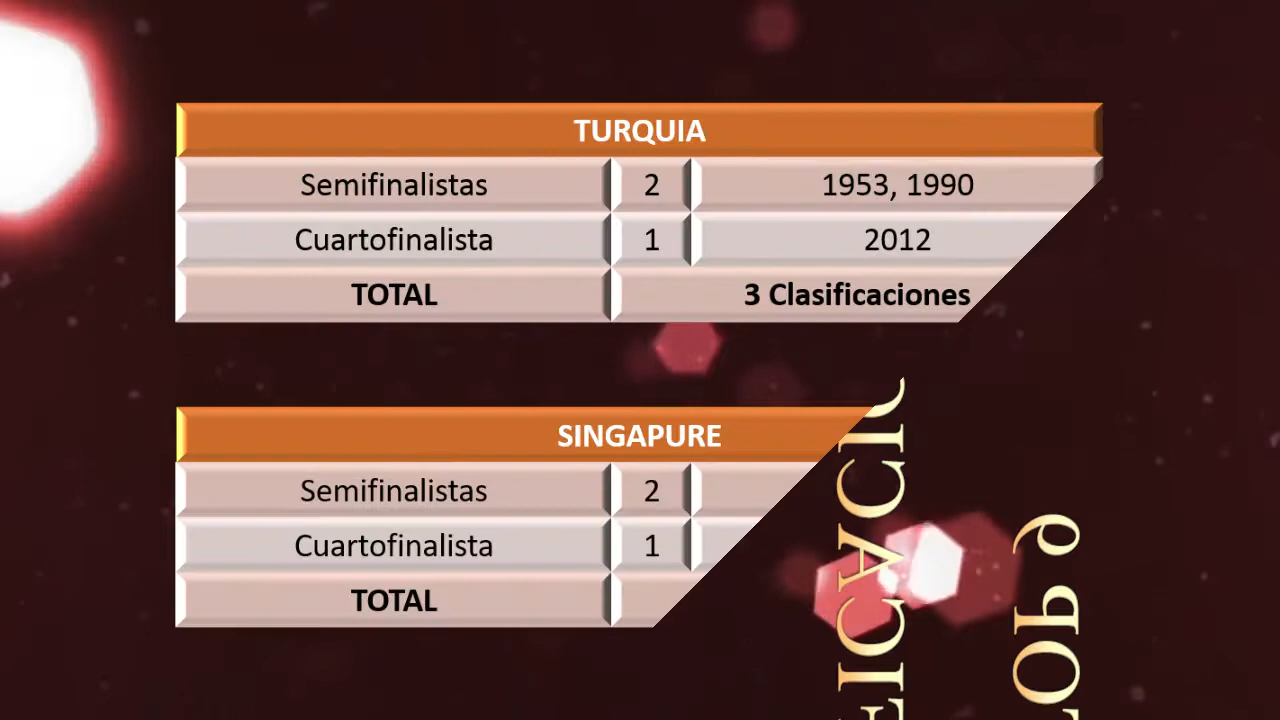 TURQUIA
Semifinalistas 2 1953, 1990
Cuartofinalista 1 2012
TOTAL 3 Clasificaciones
SINGAPURE
Semifinalistas 2
Cuartofinalista 1
TOTAL